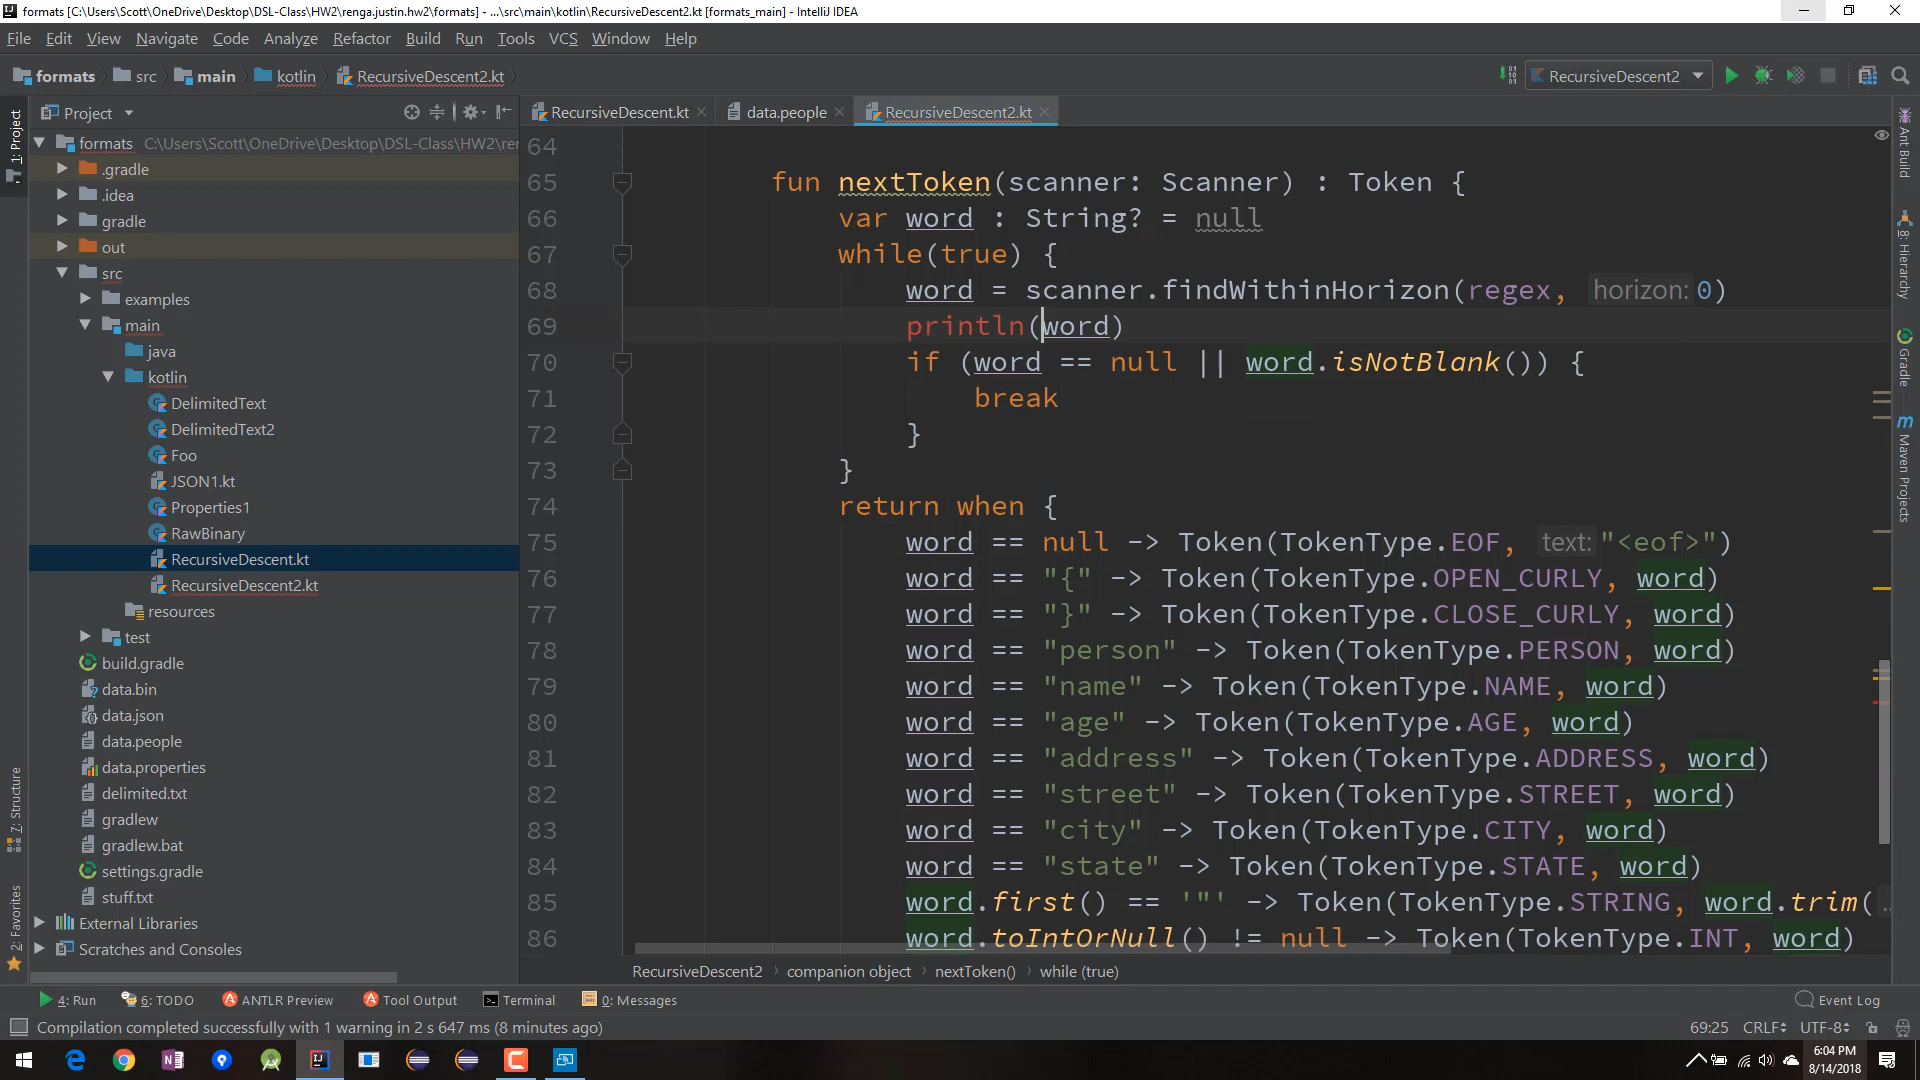 formats [C:\Users\Scott\OneDrive\Desktop\DSL-Class\HW2\renga.justin.hw2\formats] - ...\src\main\kotlin\RecursiveDescent2.kt [formats_main] - IntelliJ IDEA
File Edit View Navigate Code Analyze Refactor Build Run Tools VCS Window Help
formats src main kotlin RecursiveDescent2.kt
RecursiveDescent2
Project
RecursiveDescent.kt
data.people
RecursiveDescent2.kt
1: Project
7: Structure
2: Favorites
formats C:\Users\Scott\OneDrive\Desktop\DSL-Class\HW2\ren
.gradle
.idea
gradle
out
src
examples
main
java
kotlin
DelimitedText
DelimitedText2
Foo
JSON1.kt
Properties1
RawBinary
RecursiveDescent.kt
RecursiveDescent2.kt
resources
test
build.gradle
data.bin
data.json
data.people
data.properties
delimited.txt
gradlew
gradlew.bat
settings.gradle
stuff.txt
External Libraries
Scratches and Consoles
64
65 fun nextToken(scanner: Scanner) : Token {
66 var word : String? = null
67 while(true) {
68 word = scanner.findWithinHorizon(regex, horizon: 0)
69 println(word)
70 if (word == null || word.isNotBlank()) {
71 break
72 }
73 }
74 return when {
75 word == null -> Token(TokenType.EOF, text: "<eof>")
76 word == "{" -> Token(TokenType.OPEN_CURLY, word)
77 word == "}" -> Token(TokenType.CLOSE_CURLY, word)
78 word == "person" -> Token(TokenType.PERSON, word)
79 word == "name" -> Token(TokenType.NAME, word)
80 word == "age" -> Token(TokenType.AGE, word)
81 word == "address" -> Token(TokenType.ADDRESS, word)
82 word == "street" -> Token(TokenType.STREET, word)
83 word == "city" -> Token(TokenType.CITY, word)
84 word == "state" -> Token(TokenType.STATE, word)
85 word.first() == '"' -> Token(TokenType.STRING, word.trim(..
86 word.toIntOrNull() != null -> Token(TokenType.INT, word)
RecursiveDescent2 › companion object › nextToken() › while (true)
Ant Build
8: Hierarchy
Gradle
Maven Projects
4: Run 6: TODO ANTLR Preview Tool Output Terminal 0: Messages Event Log
Compilation completed successfully with 1 warning in 2 s 647 ms (8 minutes ago) 69:25 CRLF UTF-8
6:04 PM
8/14/2018